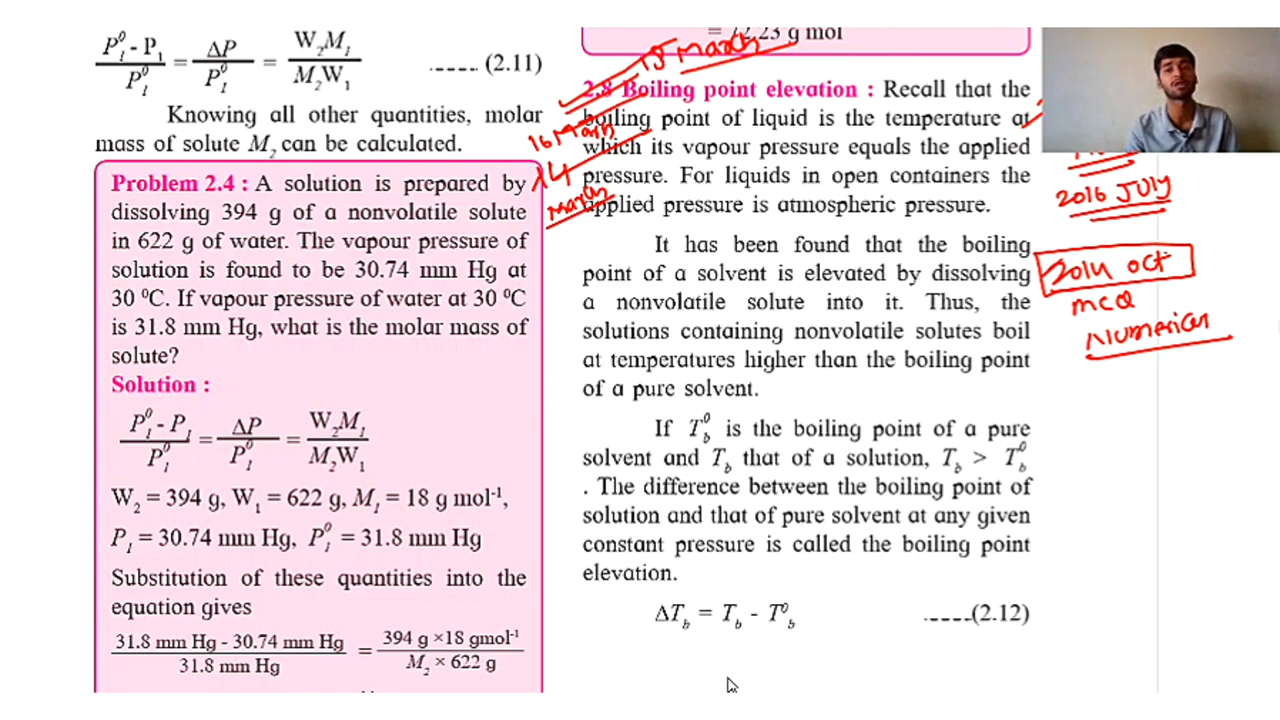 P₁⁰ - P₁ / P₁⁰ = ΔP / P₁⁰ = W₂M₁ / M₂W₁ ----- (2.11)
Knowing all other quantities, molar
mass of solute M₂ can be calculated.
Problem 2.4 : A solution is prepared by
dissolving 394 g of a nonvolatile solute
in 622 g of water. The vapour pressure of
solution is found to be 30.74 mm Hg at
30 ⁰C. If vapour pressure of water at 30 ⁰C
is 31.8 mm Hg, what is the molar mass of
solute?
Solution :
P₁⁰ - P₁ / P₁⁰ = ΔP / P₁⁰ = W₂M₁ / M₂W₁
W₂ = 394 g, W₁ = 622 g, M₁ = 18 g mol⁻¹,
P₁ = 30.74 mm Hg, P₁⁰ = 31.8 mm Hg
Substitution of these quantities into the
equation gives
31.8 mm Hg - 30.74 mm Hg / 31.8 mm Hg = 394 g ×18 gmol⁻¹ / M₂ × 622 g
March
16 March
14
March
2.8 Boiling point elevation : Recall that the
boiling point of liquid is the temperature at
which its vapour pressure equals the applied
pressure. For liquids in open containers the
applied pressure is atmospheric pressure.
It has been found that the boiling
point of a solvent is elevated by dissolving
a nonvolatile solute into it. Thus, the
solutions containing nonvolatile solutes boil
at temperatures higher than the boiling point
of a pure solvent.
If T_b⁰ is the boiling point of a pure
solvent and T_b that of a solution, T_b > T_b⁰
. The difference between the boiling point of
solution and that of pure solvent at any given
constant pressure is called the boiling point
elevation.
ΔT_b = T_b - T_b⁰ -----(2.12)
2016 JULY
2014 oct
mcQ
Numerical